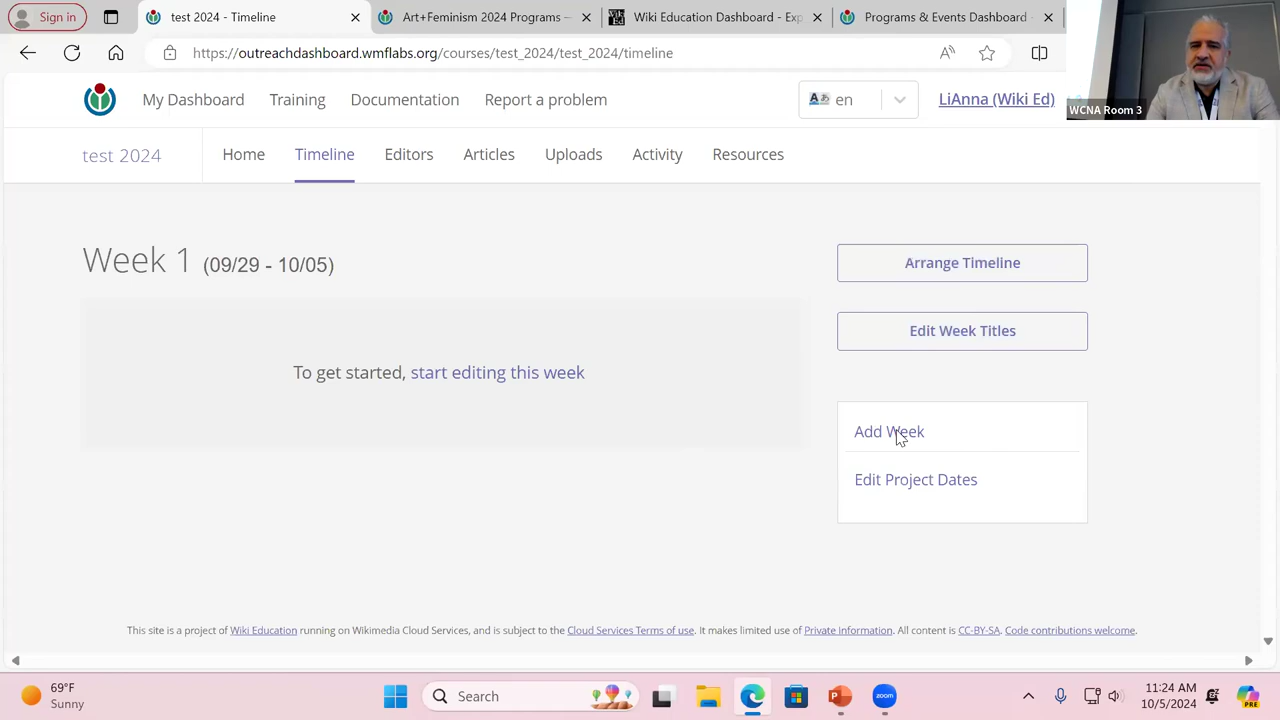 Sign in
test 2024 - Timeline
Art+Feminism 2024 Programs –
Wiki Education Dashboard - Exp
Programs & Events Dashboard -
https://outreachdashboard.wmflabs.org/courses/test_2024/test_2024/timeline
WCNA Room 3
My Dashboard
Training
Documentation
Report a problem
en
LiAnna (Wiki Ed)
test 2024
Home
Timeline
Editors
Articles
Uploads
Activity
Resources
Week 1 (09/29 - 10/05)
Arrange Timeline
Edit Week Titles
To get started, start editing this week
Add Week
Edit Project Dates
This site is a project of Wiki Education running on Wikimedia Cloud Services, and is subject to the Cloud Services Terms of use. It makes limited use of Private information. All content is CC-BY-SA. Code contributions welcome.
69°F
Sunny
Search
zoom
11:24 AM
10/5/2024
PRE